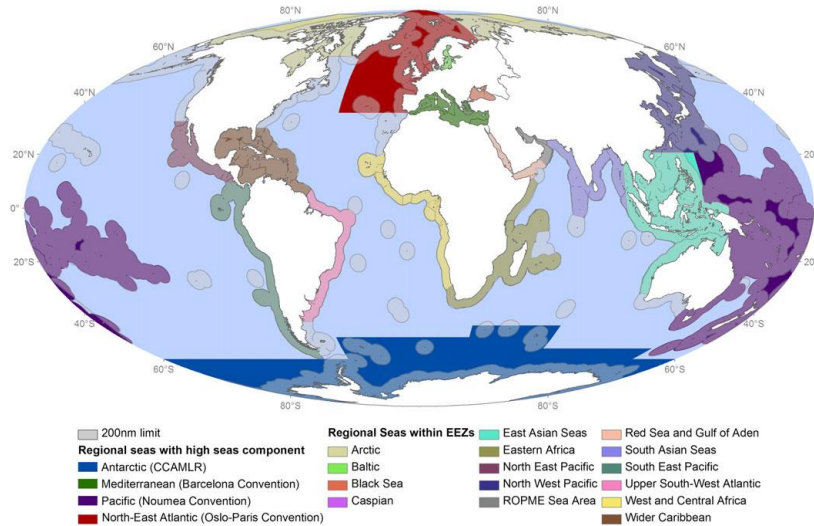 80°N 80°N
60°N 60°N
40°N 40°N
20°N 20°N
0° 0°
20°S 20°S
40°S 40°S
60°S 60°S
80°S 80°S
200nm limit
Regional seas with high seas component
Antarctic (CCAMLR)
Mediterranean (Barcelona Convention)
Pacific (Noumea Convention)
North-East Atlantic (Oslo-Paris Convention)
Regional Seas within EEZs
Arctic
Baltic
Black Sea
Caspian
East Asian Seas
Eastern Africa
North East Pacific
North West Pacific
ROPME Sea Area
Red Sea and Gulf of Aden
South Asian Seas
South East Pacific
Upper South-West Atlantic
West and Central Africa
Wider Caribbean